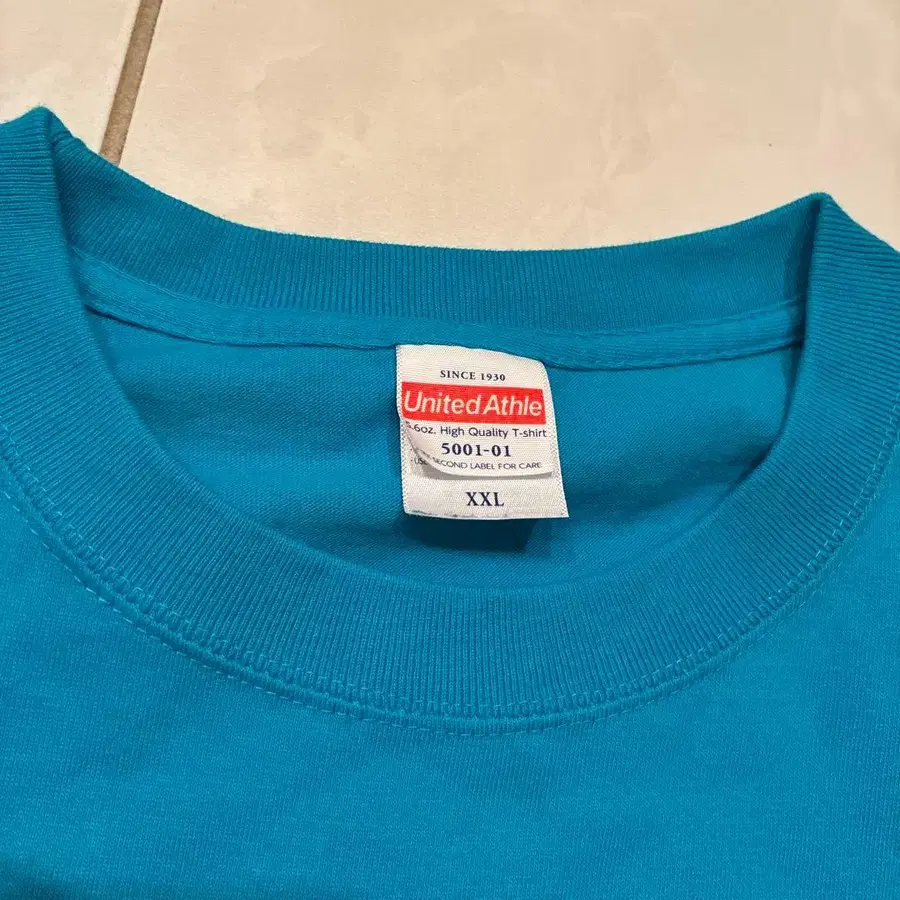 SINCE 1930
United Athle
5.6oz. High Quality T-shirt
5001-01
SECOND LABEL FOR CARE
XXL